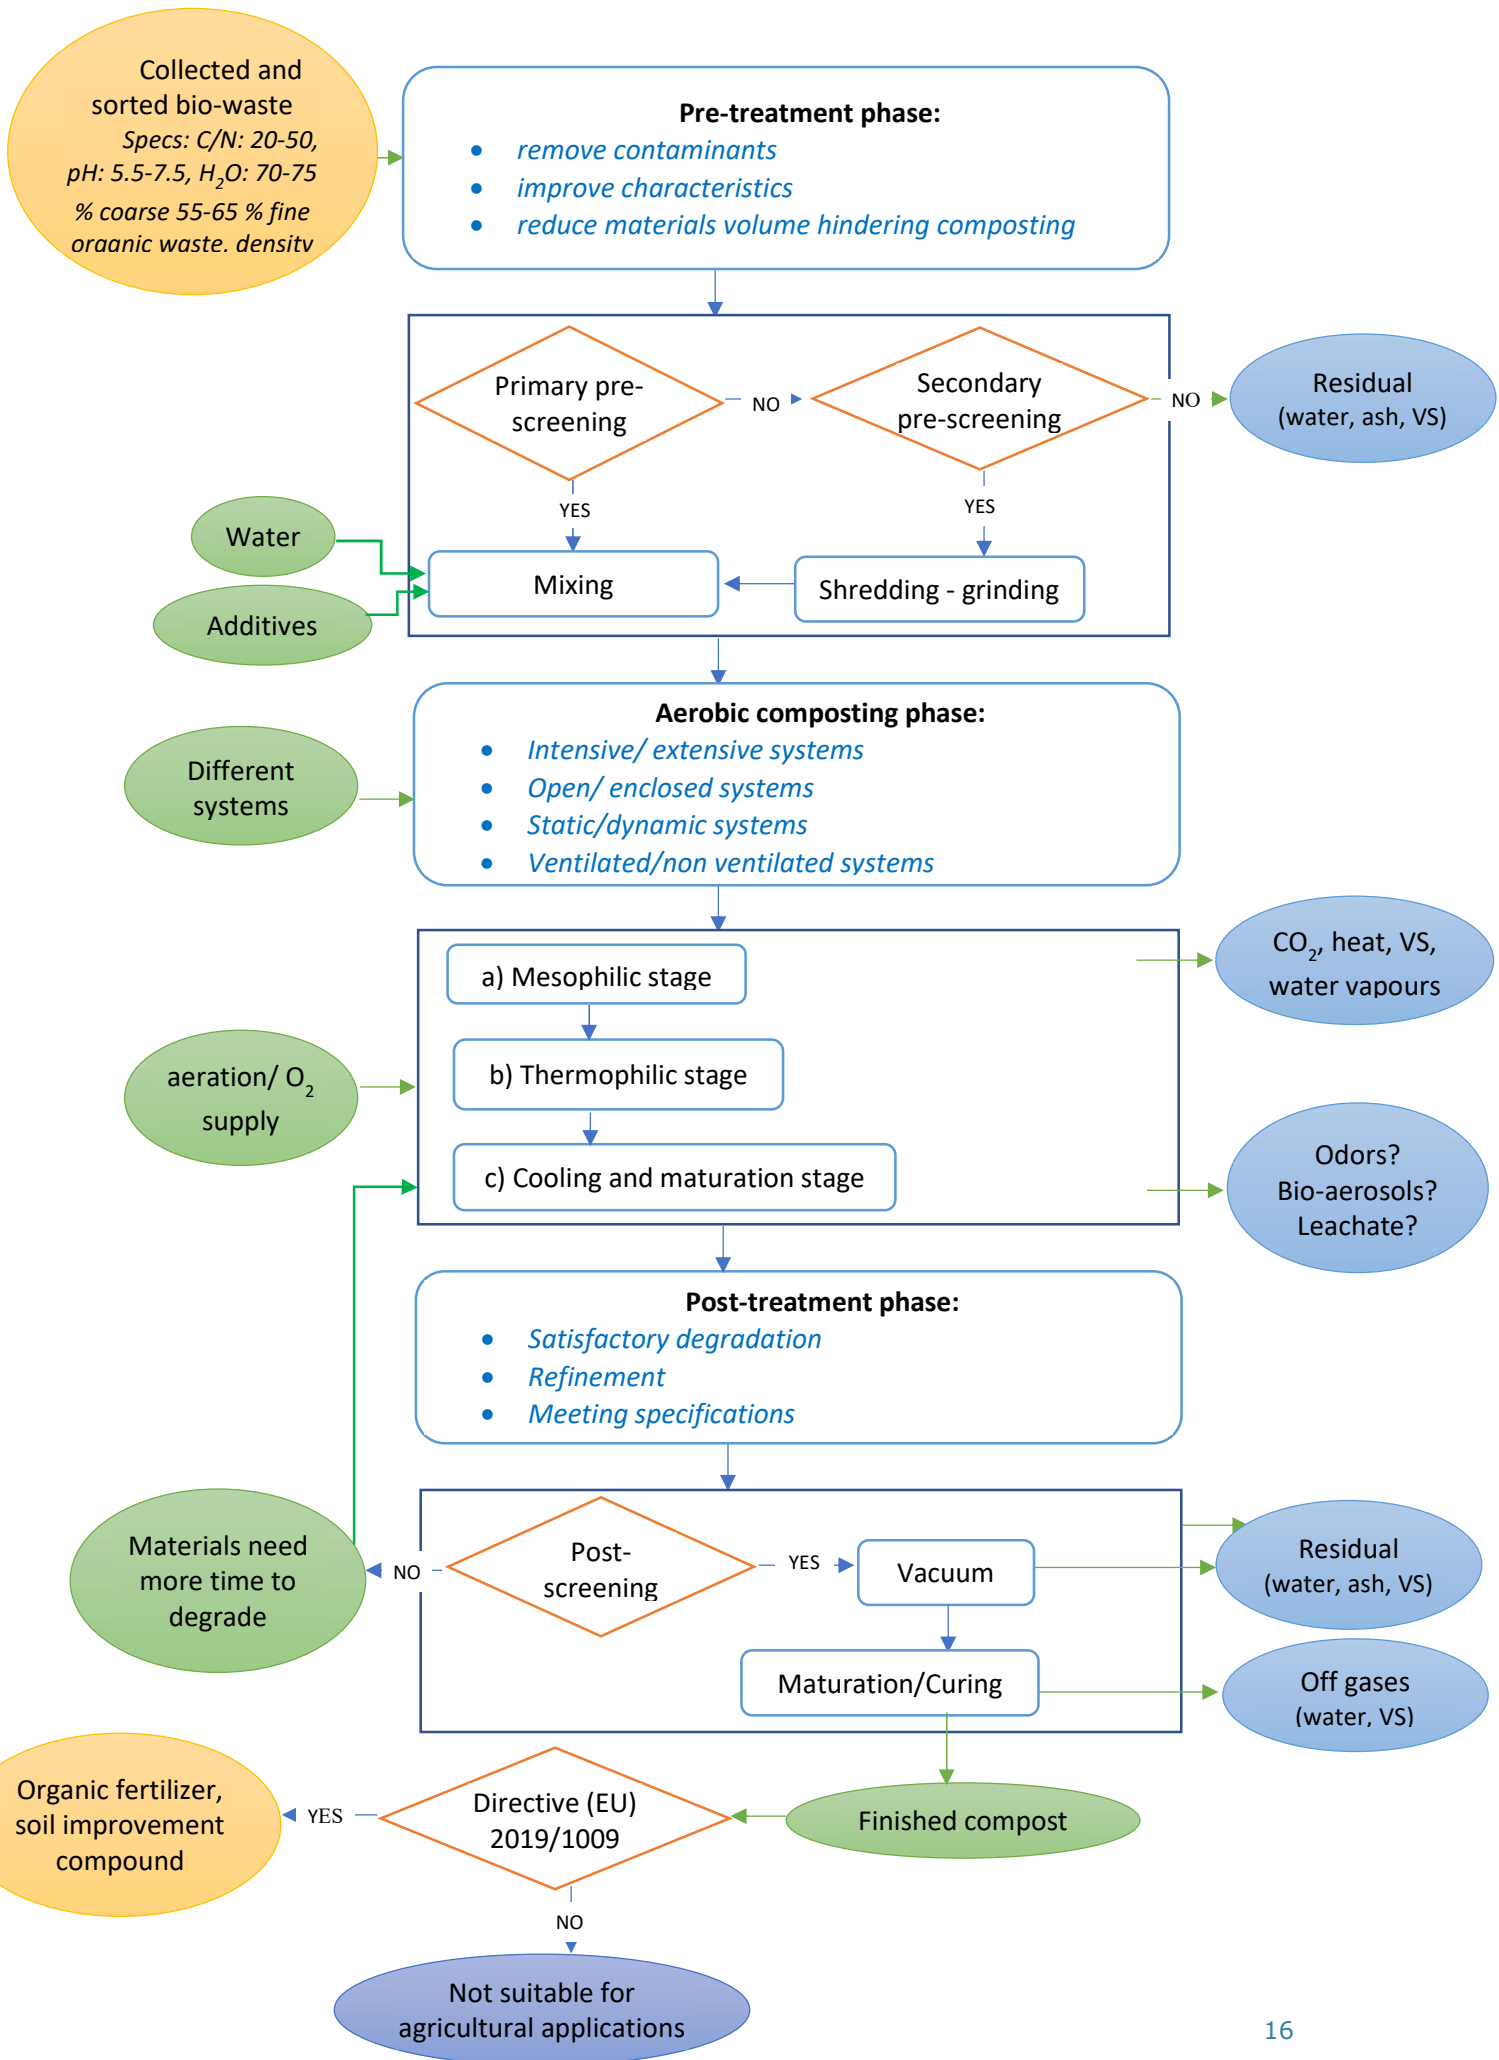 Collected and
sorted bio-waste
Specs: C/N: 20-50,
pH: 5.5-7.5, H2O: 70-75
% coarse 55-65 % fine
organic waste, density
Pre-treatment phase:
• remove contaminants
• improve characteristics
• reduce materials volume hindering composting
Primary pre-
screening
NO
Secondary
pre-screening
NO
Residual
(water, ash, VS)
YES
YES
Water
Mixing
Shredding - grinding
Additives
Aerobic composting phase:
• Intensive/ extensive systems
• Open/ enclosed systems
• Static/dynamic systems
• Ventilated/non ventilated systems
Different
systems
a) Mesophilic stage
CO2, heat, VS,
water vapours
aeration/ O2
supply
b) Thermophilic stage
c) Cooling and maturation stage
Odors?
Bio-aerosols?
Leachate?
Post-treatment phase:
• Satisfactory degradation
• Refinement
• Meeting specifications
Materials need
more time to
degrade
NO
Post-
screening
YES
Vacuum
Residual
(water, ash, VS)
Maturation/Curing
Off gases
(water, VS)
Organic fertilizer,
soil improvement
compound
YES
Directive (EU)
2019/1009
Finished compost
NO
Not suitable for
agricultural applications
16